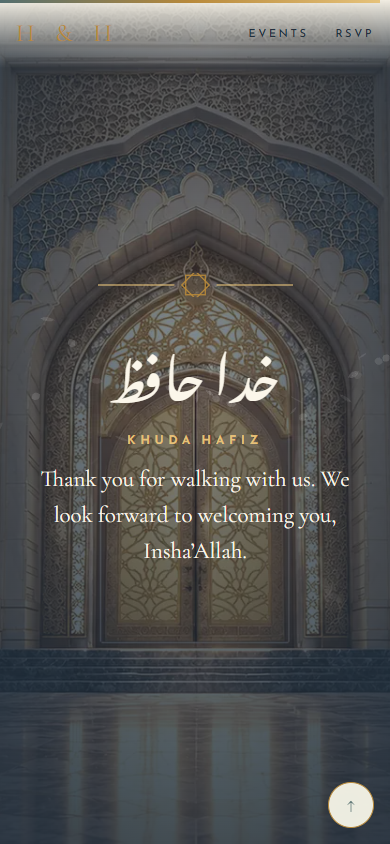 H & H
EVENTS RSVP
خدا حافظ
KHUDA HAFIZ
Thank you for walking with us. We
look forward to welcoming you,
Insha’Allah.
↑